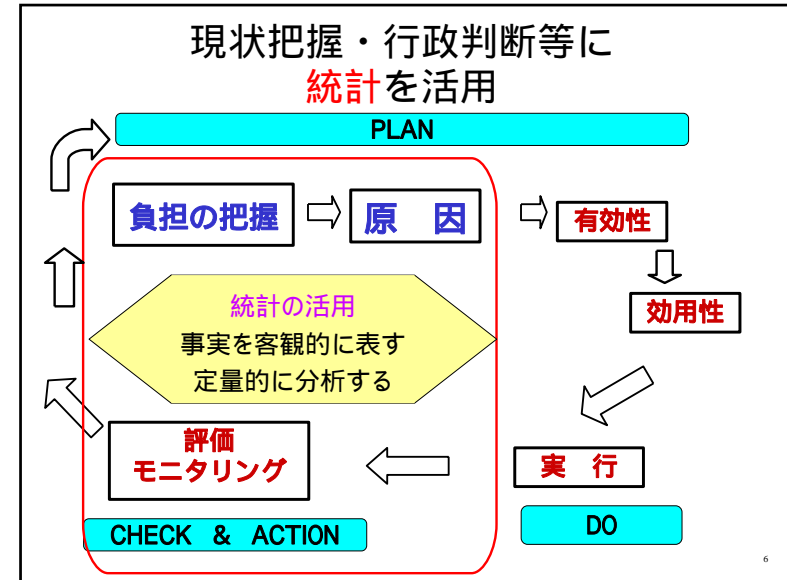 現状把握・行政判断等に
統計を活用
PLAN
負担の把握
原 因
有効性
効用性
統計の活用
事実を客観的に表す
定量的に分析する
評価
モニタリング
実 行
CHECK & ACTION
DO
6